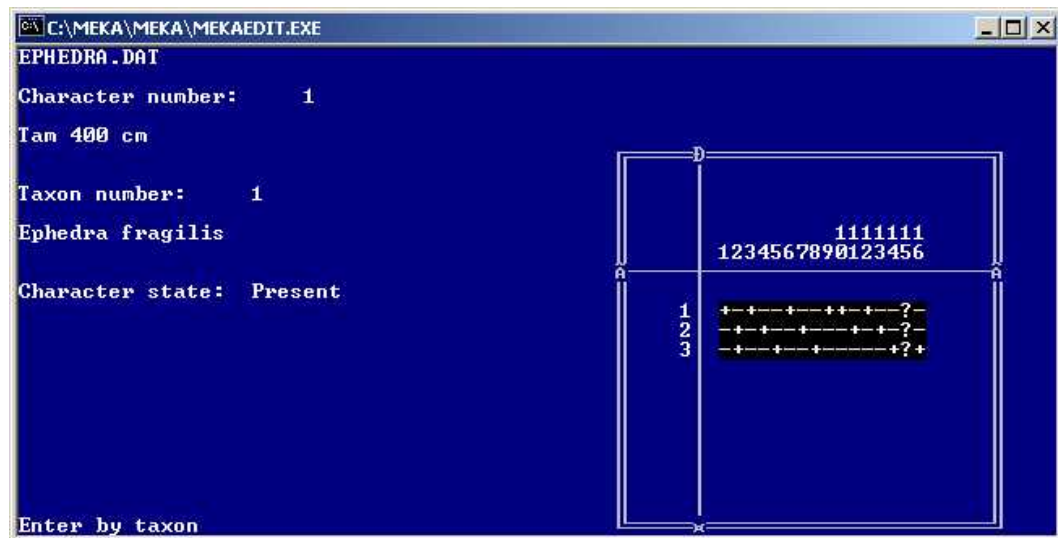 C:\MEKA\MEKA\MEKAEDIT.EXE
EPHEDRA.DAT
Character number: 1
Tam 400 cm
Taxon number: 1
Ephedra fragilis
Character state: Present
Enter by taxon
1111111
1234567890123456
1 +-+--+--++-+--?-
2 -+-+--+---+-+-?-
3 -+--+--+-----+?+